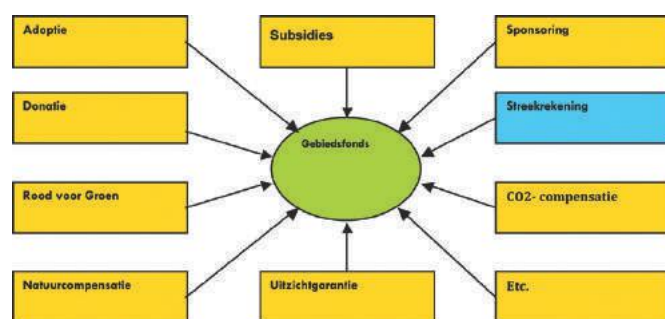 Adoptie
Subsidies
Sponsoring
Donatie
Streekrekening
Gebiedsfonds
Rood voor Groen
CO2- compensatie
Natuurcompensatie
Uitzichtgarantie
Etc.